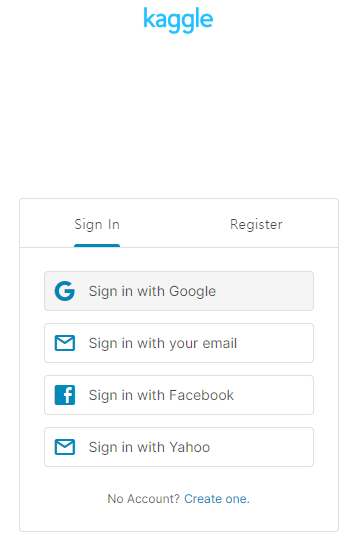 kaggle
Sign In Register
Sign in with Google
Sign in with your email
Sign in with Facebook
Sign in with Yahoo
No Account? Create one.